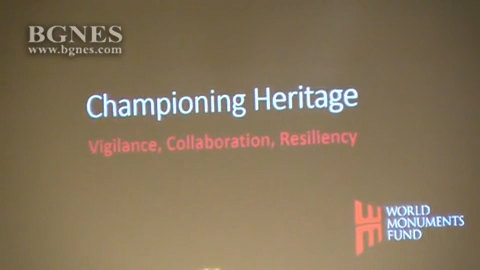 BGNES
www.bgnes.com
Championing Heritage
Vigilance, Collaboration, Resiliency
WORLD
MONUMENTS
FUND